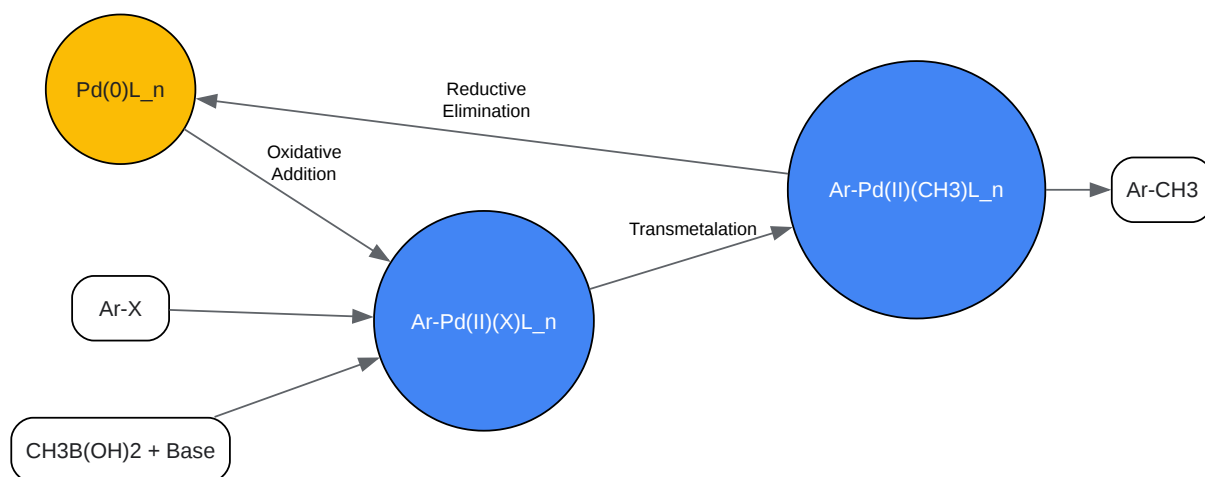 Pd(0)L_n
Reductive
Elimination
Oxidative
Addition
Ar-Pd(II)(CH3)L_n
Ar-CH3
Transmetalation
Ar-X
Ar-Pd(II)(X)L_n
CH3B(OH)2 + Base